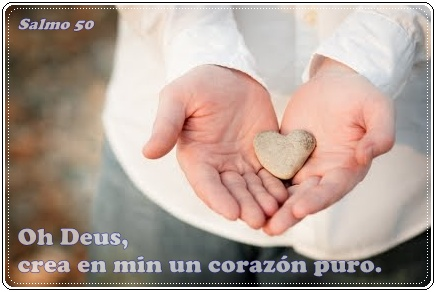 Salmo 50
Oh Deus,
crea en min un corazón puro.